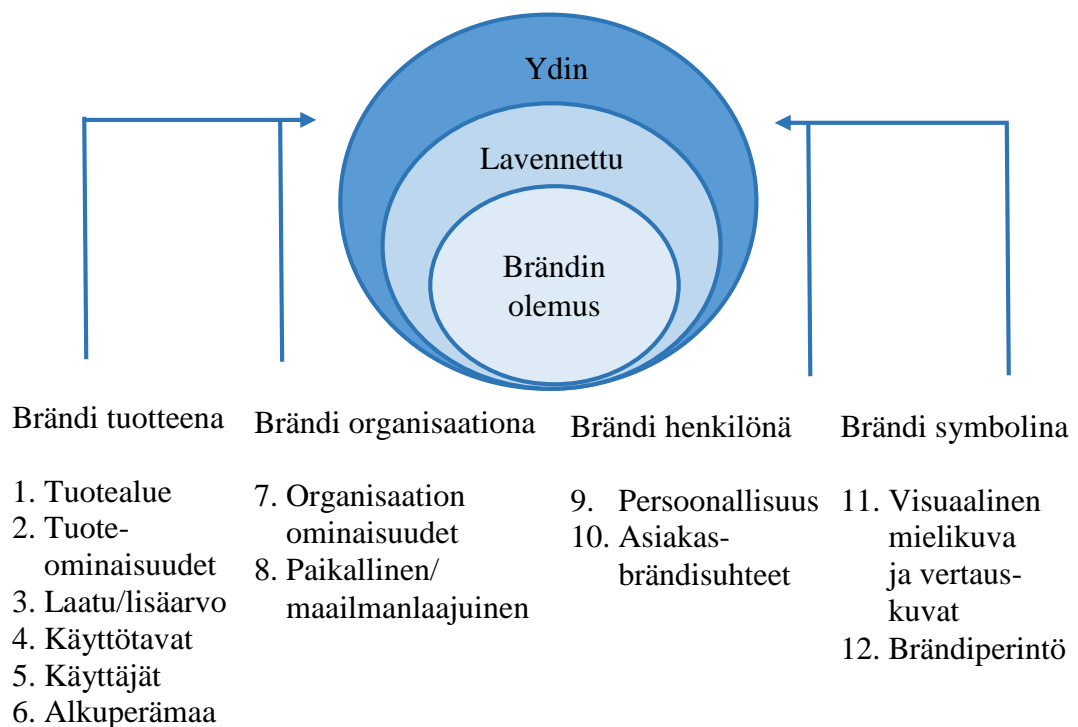 Ydin
Lavennettu
Brändin
olemus
Brändi tuotteena
1. Tuotealue
2. Tuote-
ominaisuudet
3. Laatu/lisäarvo
4. Käyttötavat
5. Käyttäjät
6. Alkuperämaa
Brändi organisaationa
7. Organisaation
ominaisuudet
8. Paikallinen/
maailmanlaajuinen
Brändi henkilönä
9. Persoonallisuus
10. Asiakas-
brändisuhteet
Brändi symbolina
11. Visuaalinen
mielikuva
ja vertaus-
kuvat
12. Brändiperintö